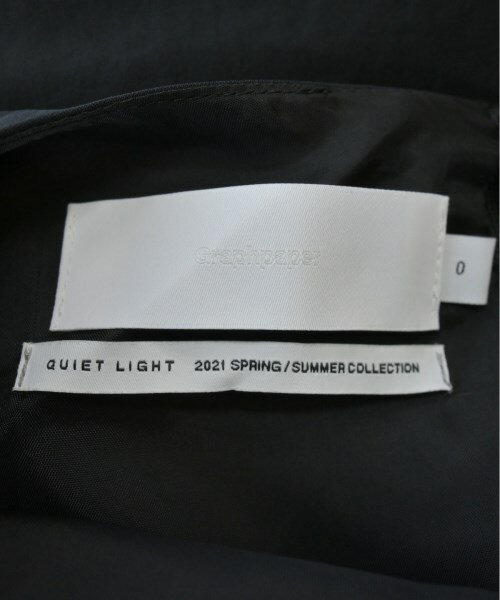 Graphpaper
0
QUIET LIGHT 2021 SPRING/SUMMER COLLECTION